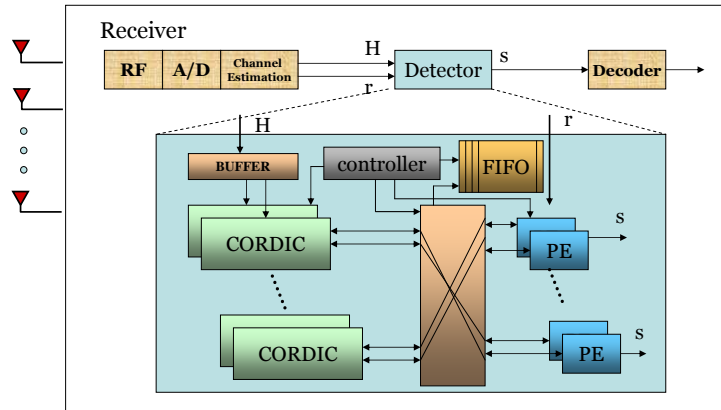 Receiver
RF
A/D
Channel
Estimation
H
r
Detector
s
Decoder
H
r
BUFFER
controller
FIFO
CORDIC
PE
s
CORDIC
PE
s